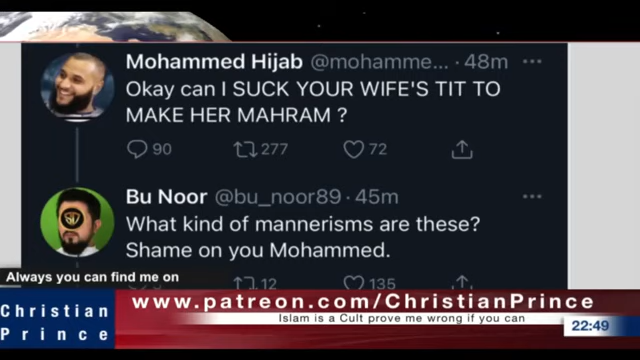 Mohammed Hijab @mohamme... · 48m ...
Okay can I SUCK YOUR WIFE'S TIT TO
MAKE HER MAHRAM ?
90 277 72
Bu Noor @bu_noor89 · 45m ...
What kind of mannerisms are these?
Shame on you Mohammed.
12 135
Always you can find me on
www.patreon.com/ChristianPrince
Christian
Prince
Islam is a Cult prove me wrong if you can
22:49